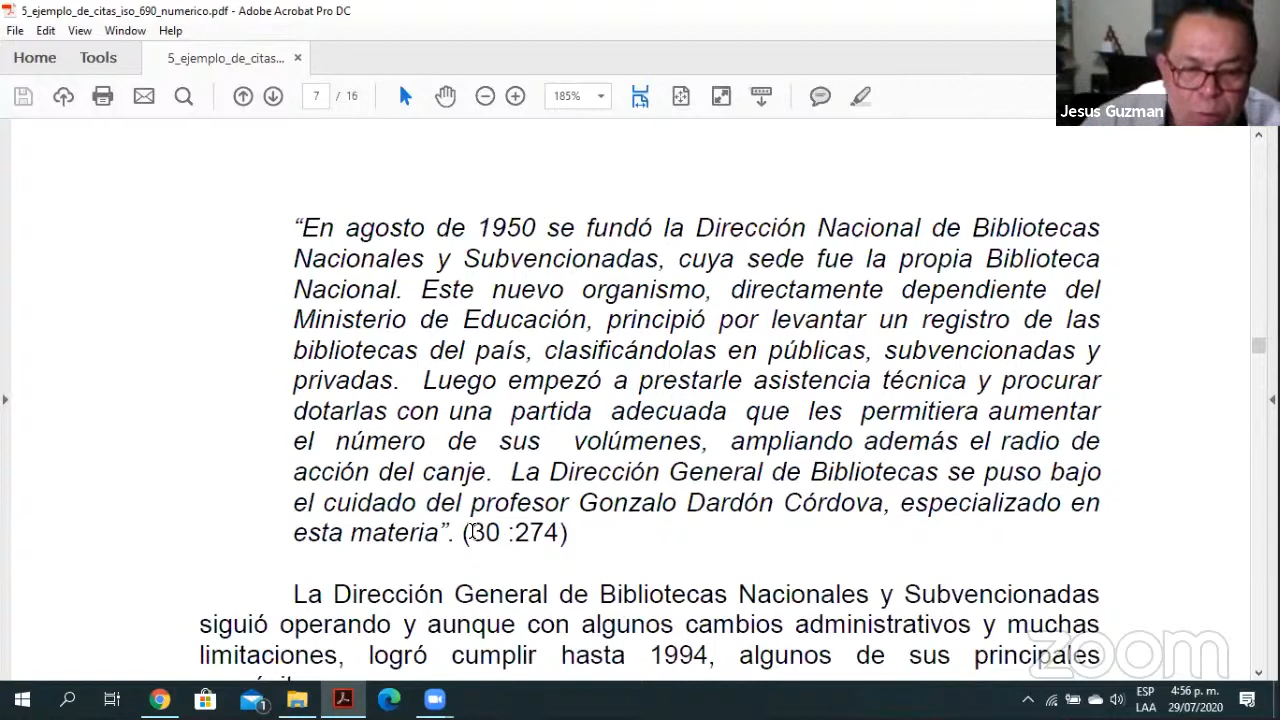 5_ejemplo_de_citas_iso_690_numerico.pdf - Adobe Acrobat Pro DC
File Edit View Window Help
Home Tools 5_ejemplo_de_citas... ×
7 / 16 185%
Jesus Guzman
“En agosto de 1950 se fundó la Dirección Nacional de Bibliotecas
Nacionales y Subvencionadas, cuya sede fue la propia Biblioteca
Nacional. Este nuevo organismo, directamente dependiente del
Ministerio de Educación, principió por levantar un registro de las
bibliotecas del país, clasificándolas en públicas, subvencionadas y
privadas. Luego empezó a prestarle asistencia técnica y procurar
dotarlas con una partida adecuada que les permitiera aumentar
el número de sus volúmenes, ampliando además el radio de
acción del canje. La Dirección General de Bibliotecas se puso bajo
el cuidado del profesor Gonzalo Dardón Córdova, especializado en
esta materia”. (30 :274)
La Dirección General de Bibliotecas Nacionales y Subvencionadas
siguió operando y aunque con algunos cambios administrativos y muchas
limitaciones, logró cumplir hasta 1994, algunos de sus principales
zoom
1
ESP
LAA
4:56 p. m.
29/07/2020